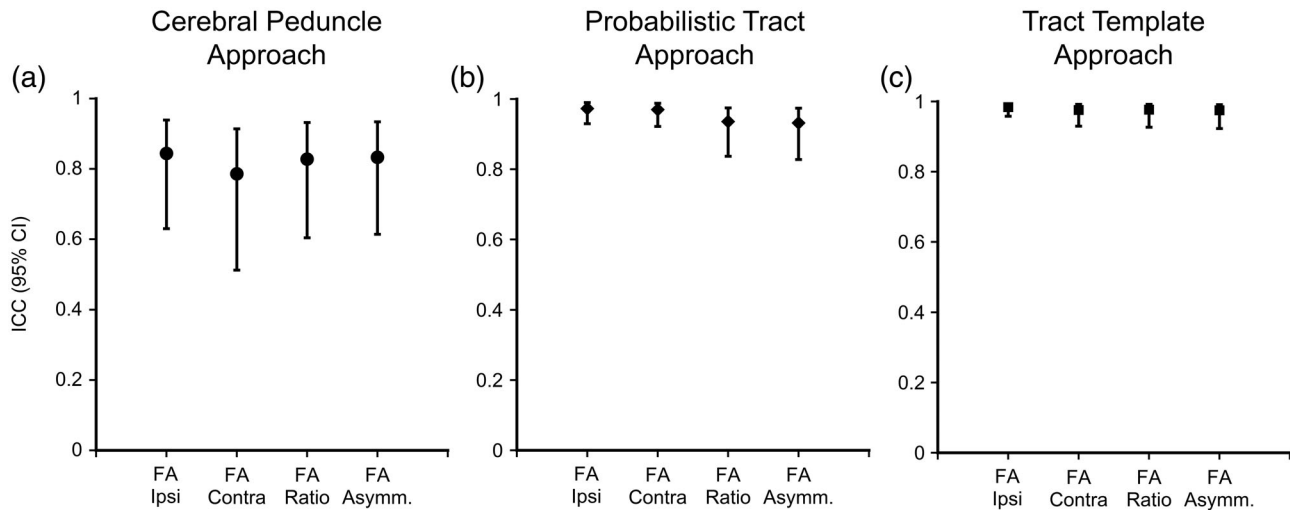 Cerebral Peduncle
Approach
(a)
ICC (95% CI)
1
0.8
0.6
0.4
0.2
0
FA
Ipsi
FA
Contra
FA
Ratio
FA
Asymm.
Probabilistic Tract
Approach
(b)
1
0.8
0.6
0.4
0.2
0
FA
Ipsi
FA
Contra
FA
Ratio
FA
Asymm.
Tract Template
Approach
(c)
1
0.8
0.6
0.4
0.2
0
FA
Ipsi
FA
Contra
FA
Ratio
FA
Asymm.